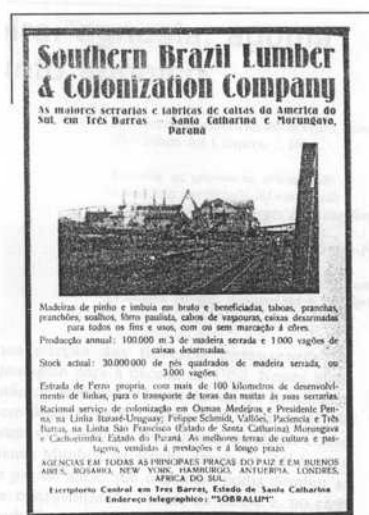 Southern Brazil Lumber
& Colonization Company
As maiores serrarias e fabricas de caixas da America do
Sul, em Três Barras — Santa Catharina e Morungava,
Paraná
Madeiras de pinho e imbuia em bruto e beneficiadas, taboas, pranchas,
pranchões, soalhos, fôrro paulista, cabos de vassouras, caixas desarmadas
para todos os fins e usos, com ou sem marcação á côres.
Producção annual: 100.000 m 3 de madeira serrada e 1 000 vagões de
caixas desarmadas.
Stock actual: 30.000.000 de pés quadrados de madeira serrada, ou
3.000 vagões.
Estrada de Ferro propria, com mais de 100 kilometros de desenvolvi-
mento de linhas, para o transporte de toras das mattas ás suas serrarias.
Racional serviço de colonização em Osman Medeiros e Presidente Pen-
na, na Linha Itararé-Uruguay; Felippe Schmidt, Vallões, Paciencia e Três
Barras, na Linha São Francisco (Estado de Santa Catharina) Morungava
e Cachoeirinha, Estado do Paraná. As melhores terras de cultura e pas-
tagens, vendidas á prestações e á longo prazo.
AGENCIAS EM TODAS AS PRINCIPAES PRAÇAS DO PAIZ E EM BUENOS
AIRES, ROSARIO, NEW YORK, HAMBURGO, ANTUERPIA, LONDRES,
AFRICA DO SUL.
Escriptorio Central em Tres Barras, Estado de Santa Catharina
Endereço telegraphico: "SOBRALUM"